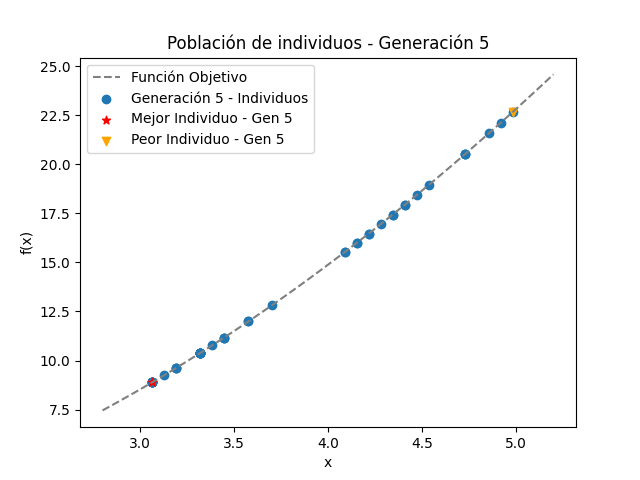 Población de individuos - Generación 5
Función Objetivo
Generación 5 - Individuos
Mejor Individuo - Gen 5
Peor Individuo - Gen 5
25.0
22.5
20.0
17.5
15.0
12.5
10.0
7.5
f(x)
3.0 3.5 4.0 4.5 5.0
x